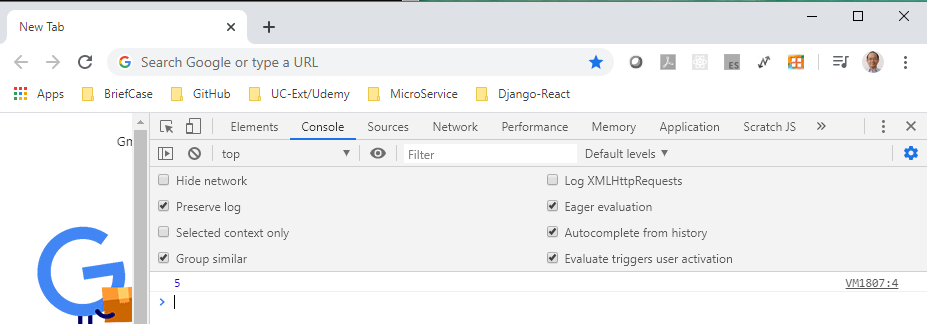 New Tab
Search Google or type a URL
ES
Apps BriefCase GitHub UC-Ext/Udemy MicroService Django-React
Elements Console Sources Network Performance Memory Application Scratch JS »
Gm
top Filter Default levels
Hide network Log XMLHttpRequests
Preserve log Eager evaluation
Selected context only Autocomplete from history
Group similar Evaluate triggers user activation
5 VM1807:4
>